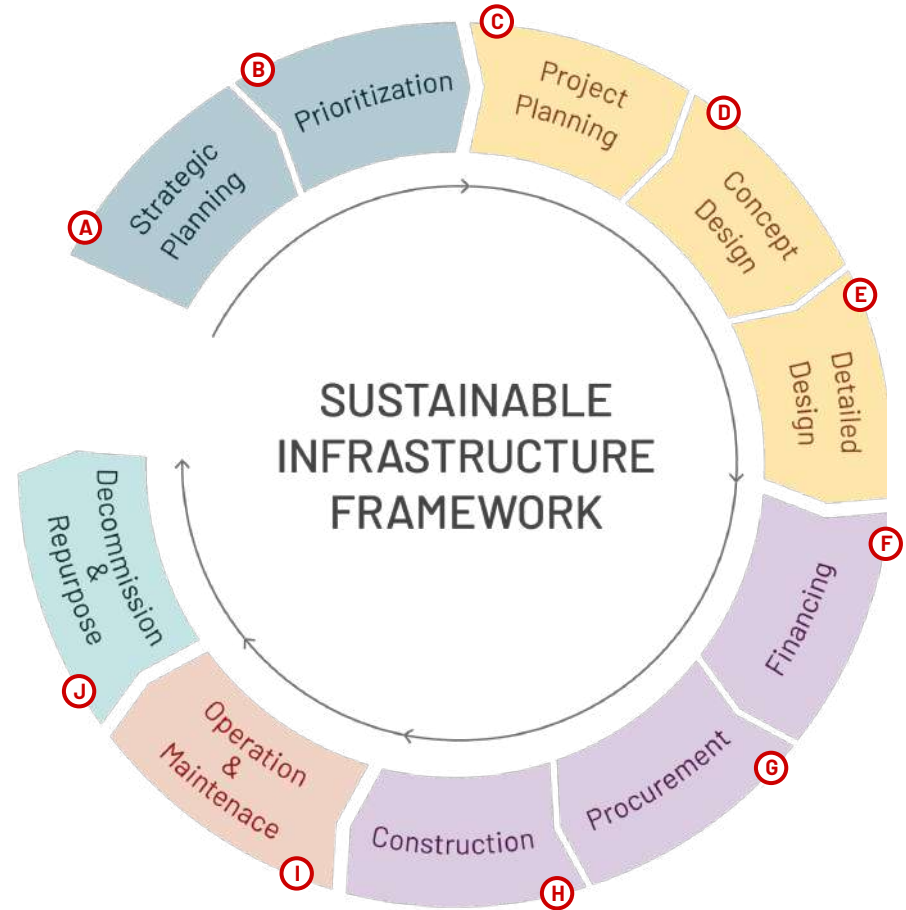 A
Strategic
Planning
B
Prioritization
C
Project
Planning
D
Concept
Design
E
Detailed
Design
F
Financing
G
Procurement
H
Construction
I
Operation
&
Maintenace
J
Decommission
&
Repurpose
SUSTAINABLE
INFRASTRUCTURE
FRAMEWORK